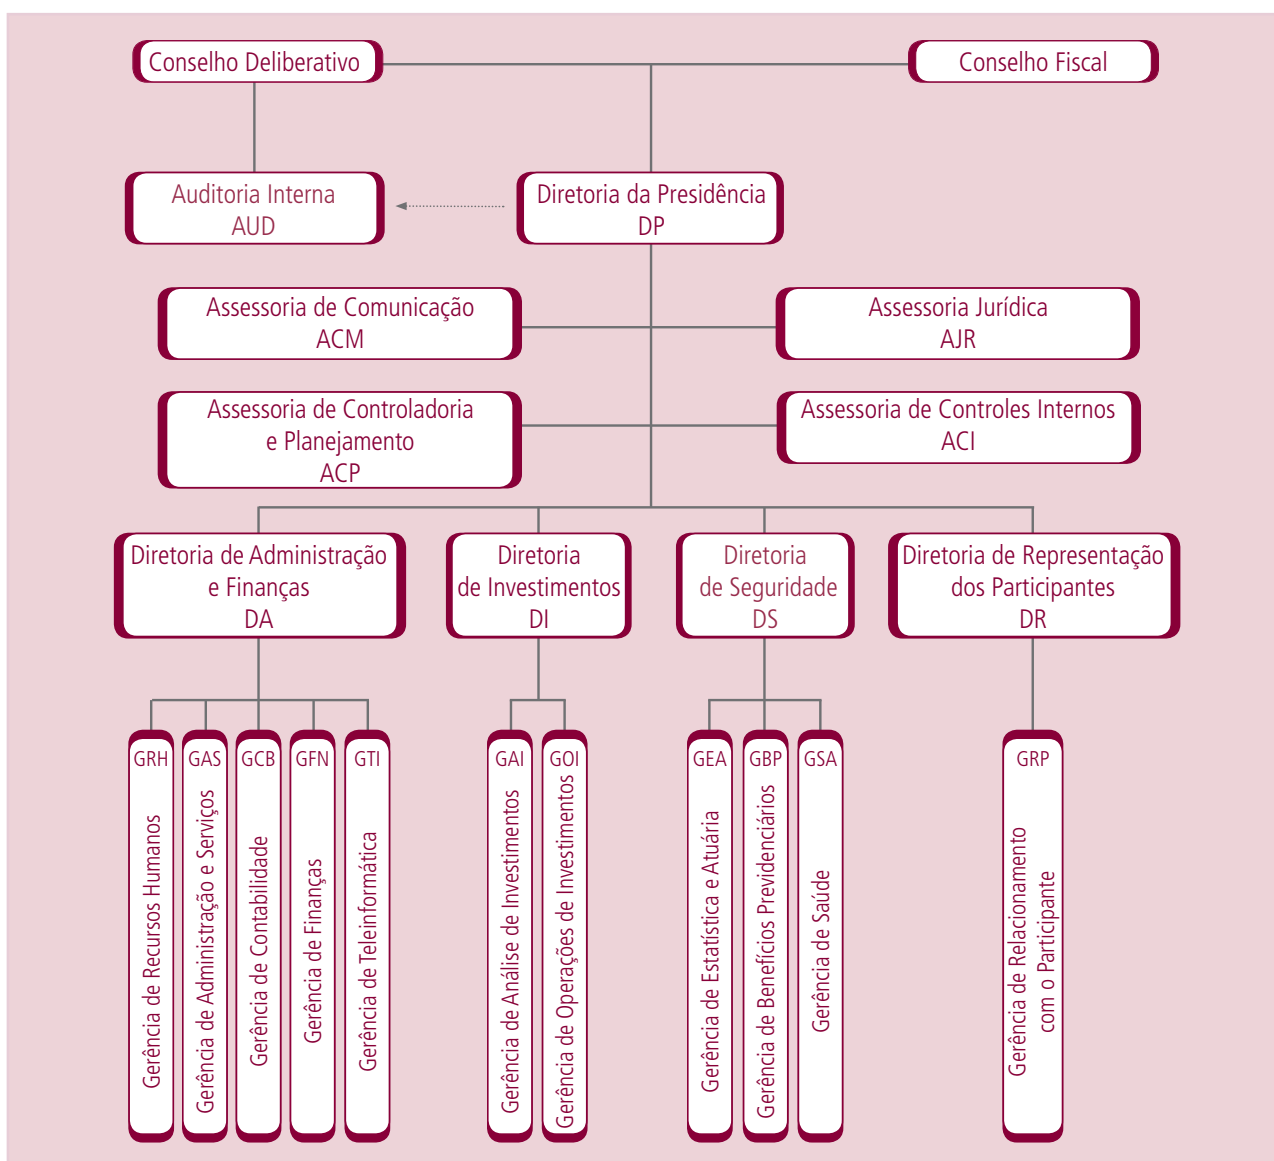 Conselho Deliberativo
Conselho Fiscal
Auditoria Interna
AUD
Diretoria da Presidência
DP
Assessoria de Comunicação
ACM
Assessoria Jurídica
AJR
Assessoria de Controladoria
e Planejamento
ACP
Assessoria de Controles Internos
ACI
Diretoria de Administração
e Finanças
DA
Diretoria
de Investimentos
DI
Diretoria
de Seguridade
DS
Diretoria de Representação
dos Participantes
DR
GRH
Gerência de Recursos Humanos
GAS
Gerência de Administração e Serviços
GCB
Gerência de Contabilidade
GFN
Gerência de Finanças
GTI
Gerência de Teleinformática
GAI
Gerência de Análise de Investimentos
GOI
Gerência de Operações de Investimentos
GEA
Gerência de Estatística e Atuária
GBP
Gerência de Benefícios Previdenciários
GSA
Gerência de Saúde
GRP
Gerência de Relacionamento
com o Participante